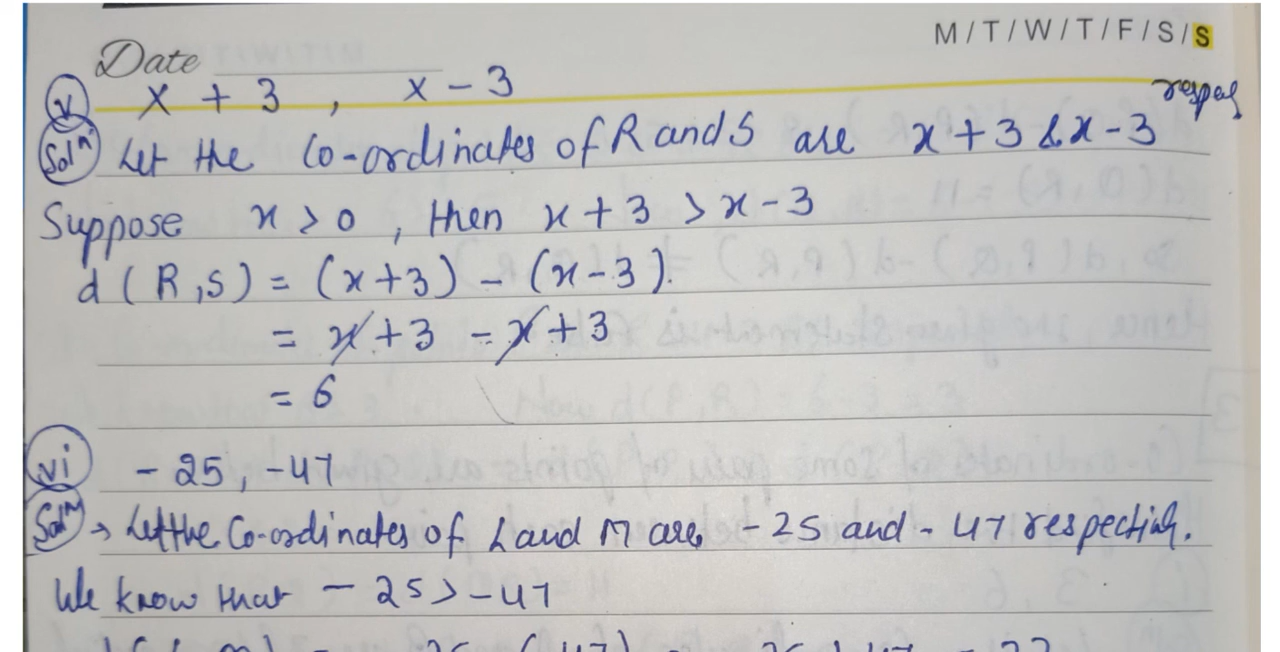 M/T/W/T/F/S/S
Date
(v) x + 3 , x - 3
Solⁿ Let the Co-ordinates of R and S are x+3 & x-3
Suppose x > 0 , then x + 3 > x - 3
d ( R ,S ) = (x+3) - (x-3).
= x + 3 - x + 3
= 6
(vi) - 25, -47
Solⁿ → Let the Co-ordinates of L and M are, - 25 and - 47
We know that - 25 > -47